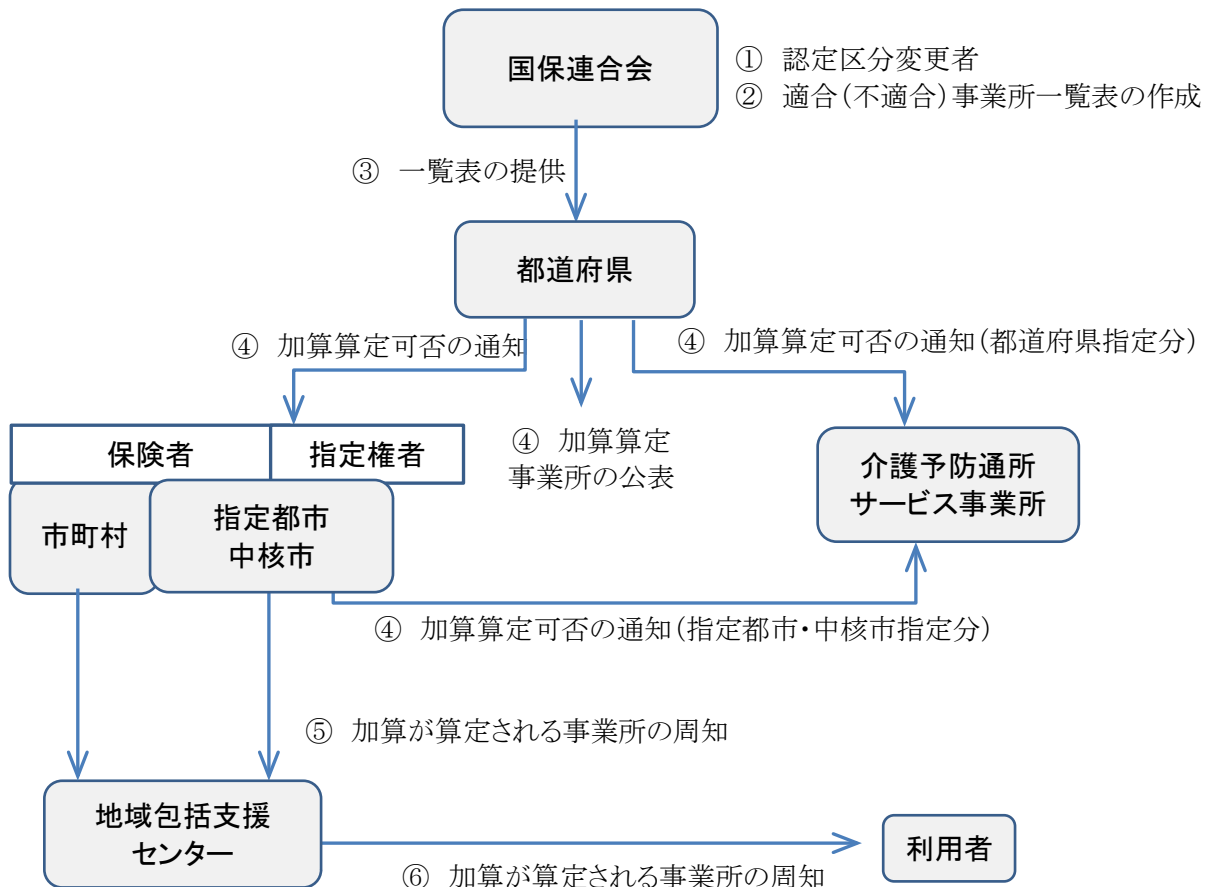 国保連合会
① 認定区分変更者
② 適合(不適合)事業所一覧表の作成
③ 一覧表の提供
都道府県
④ 加算算定可否の通知
④ 加算算定可否の通知(都道府県指定分)
保険者
指定権者
④ 加算算定
事業所の公表
介護予防通所
サービス事業所
市町村
指定都市
中核市
④ 加算算定可否の通知(指定都市・中核市指定分)
⑤ 加算が算定される事業所の周知
地域包括支援
センター
利用者
⑥ 加算が算定される事業所の周知